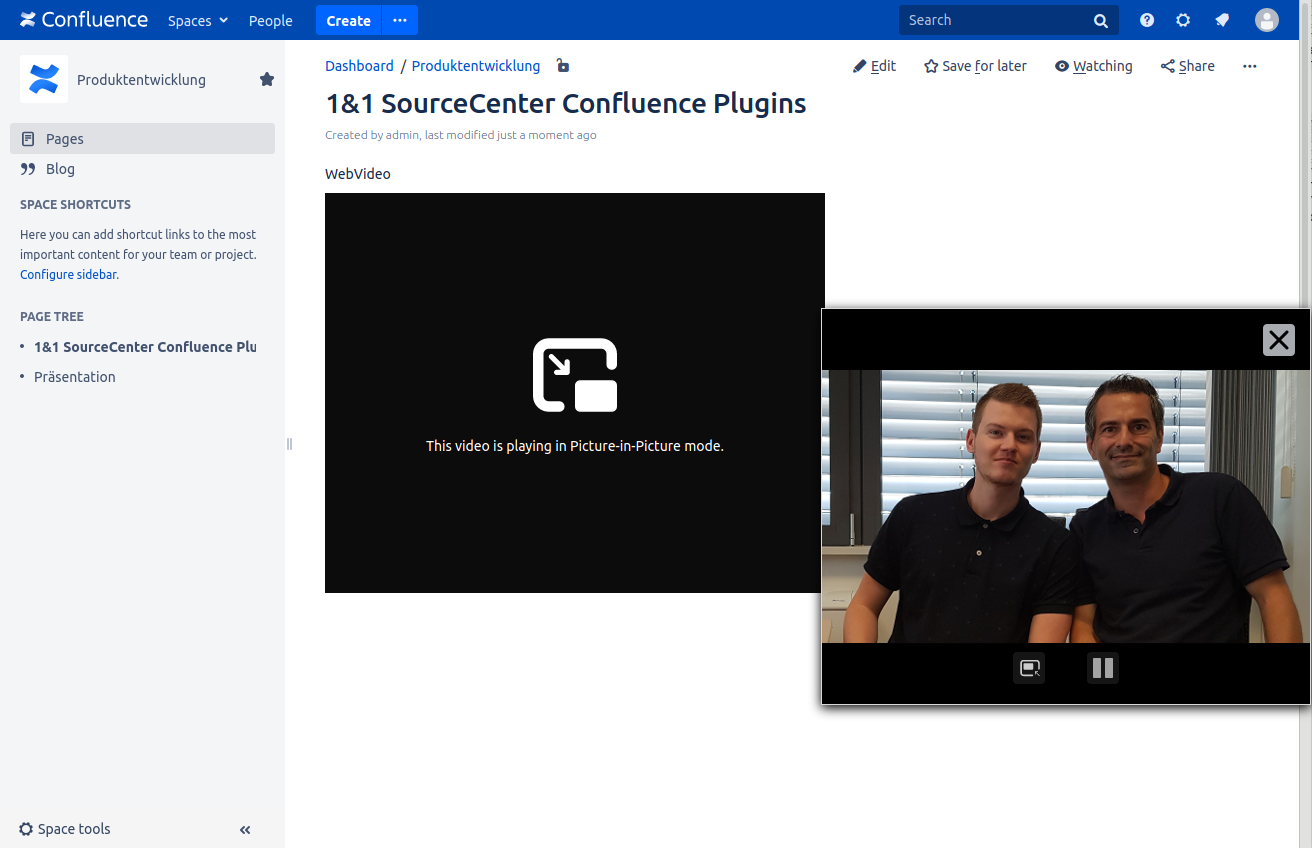 Confluence Spaces People Create Search
Produktentwicklung
Pages
Blog
SPACE SHORTCUTS
Here you can add shortcut links to the most
important content for your team or project.
Configure sidebar.
PAGE TREE
1&1 SourceCenter Confluence Plu
Präsentation
Space tools
Dashboard / Produktentwicklung
Edit Save for later Watching Share
1&1 SourceCenter Confluence Plugins
Created by admin, last modified just a moment ago
WebVideo
This video is playing in Picture-in-Picture mode.